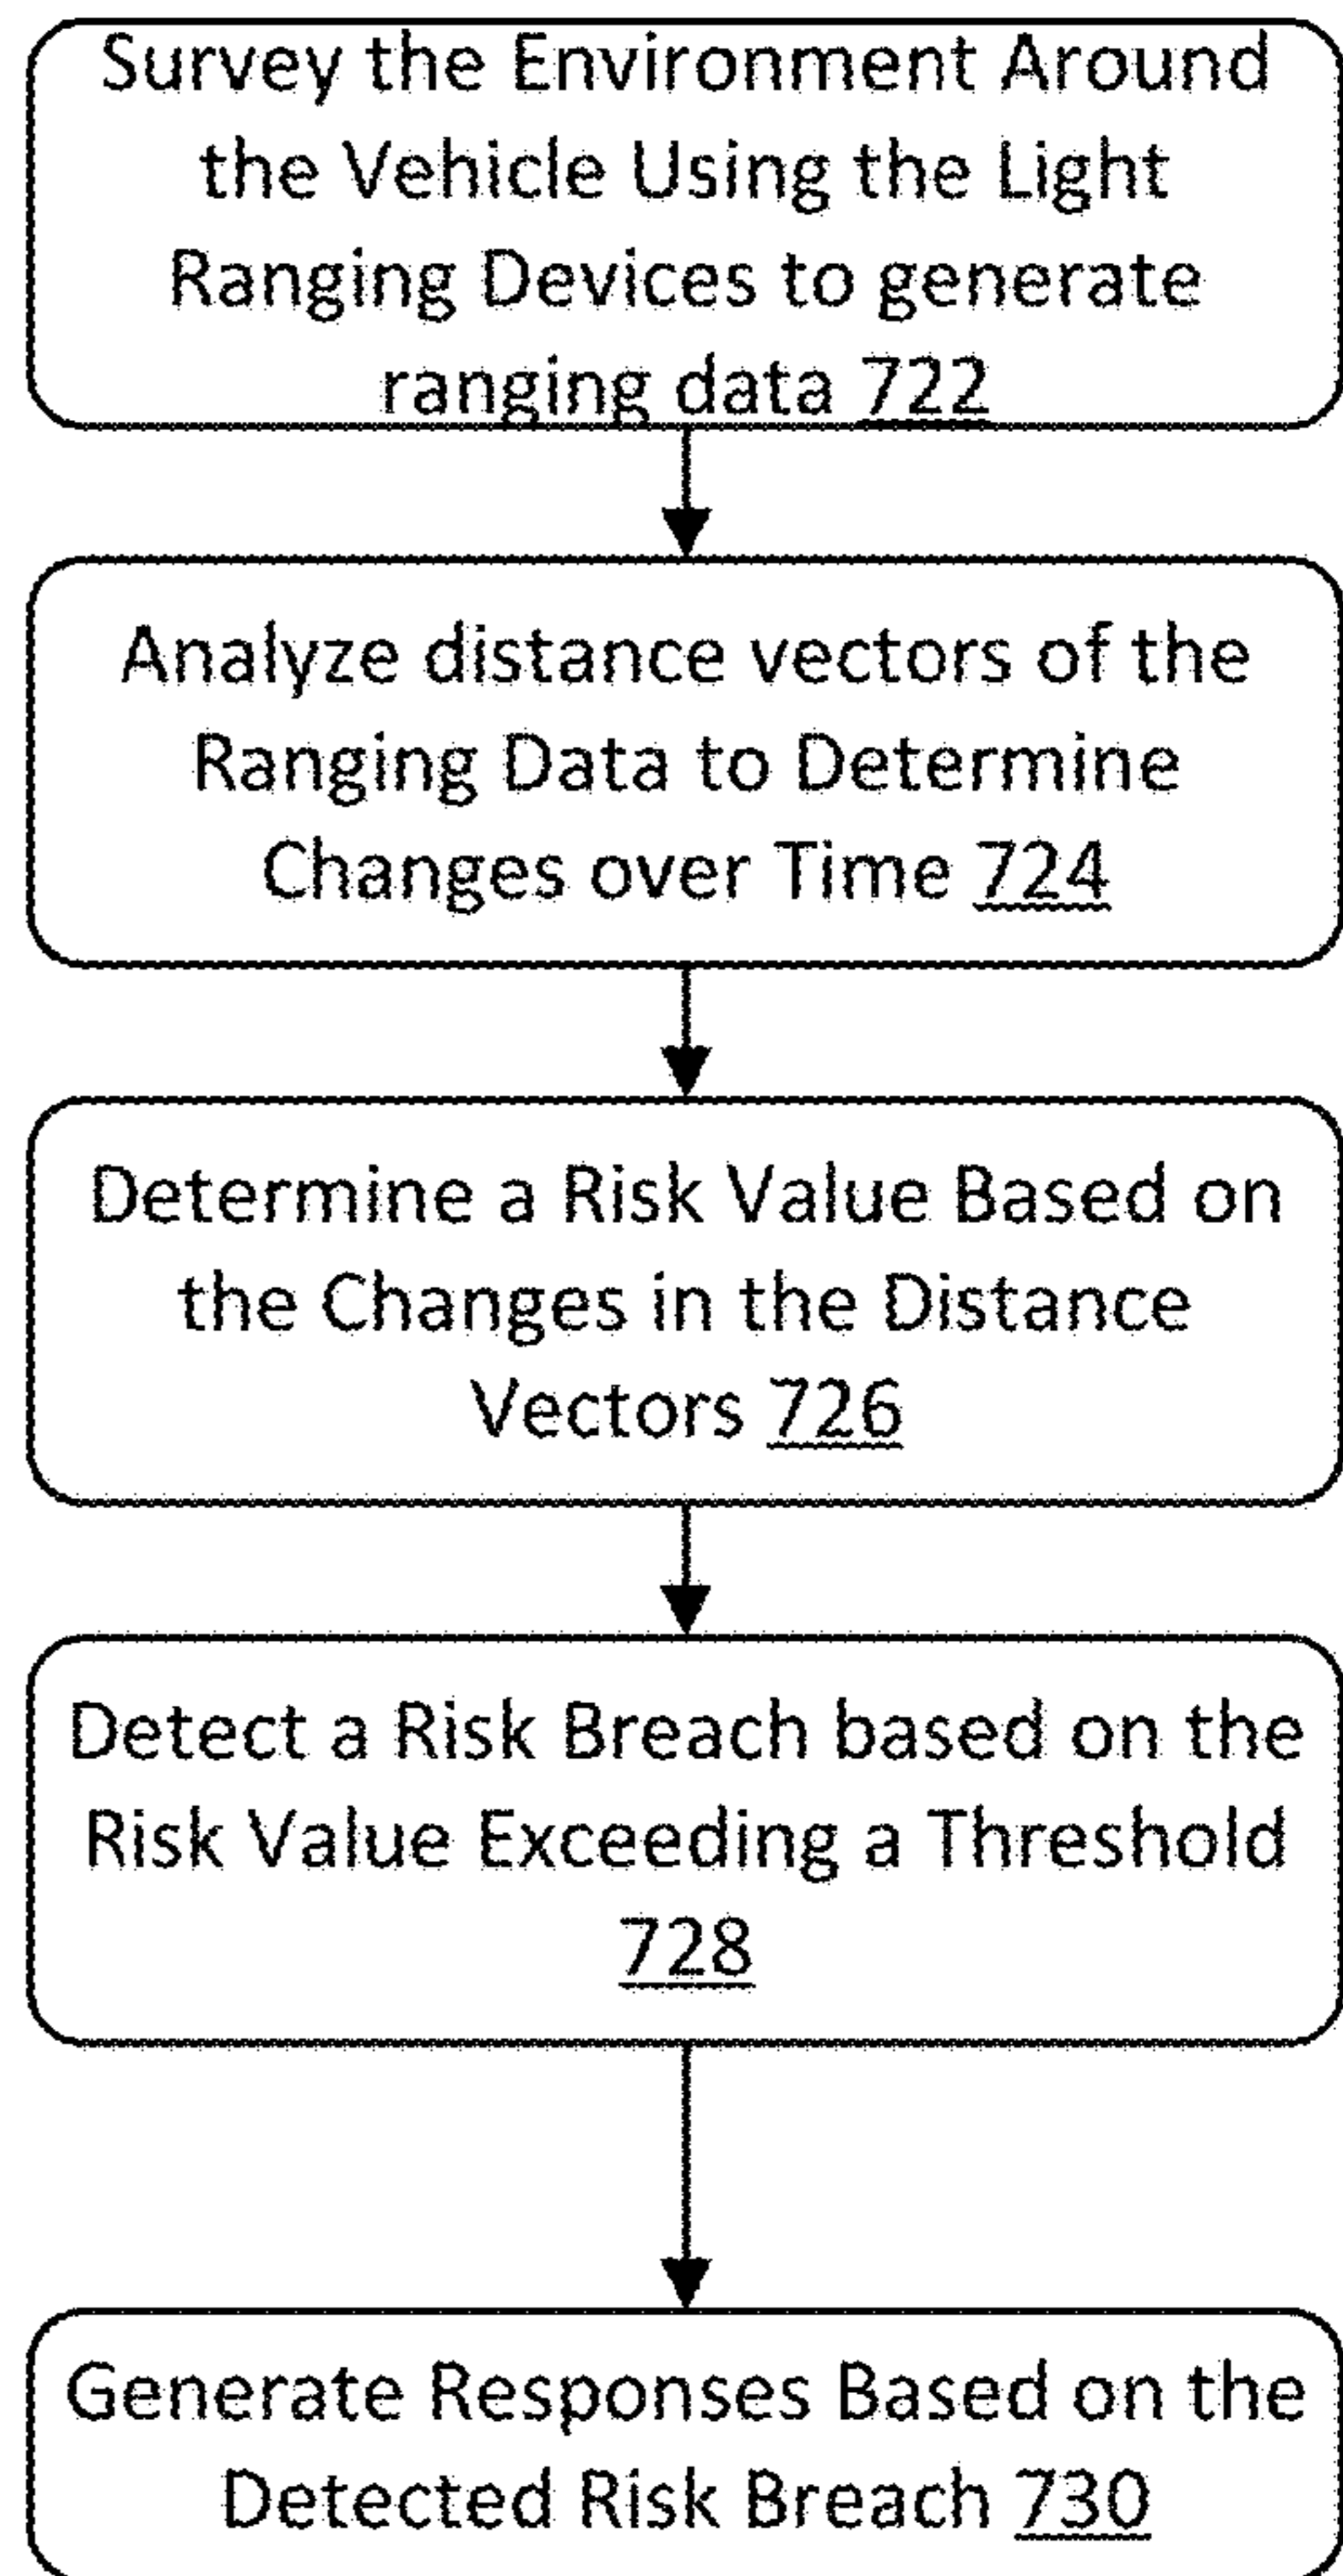 Survey the Environment Around
the Vehicle Using the Light
Ranging Devices to generate
ranging data 722
Analyze distance vectors of the
Ranging Data to Determine
Changes over Time 724
Determine a Risk Value Based on
the Changes in the Distance
Vectors 726
Detect a Risk Breach based on the
Risk Value Exceeding a Threshold
728
Generate Responses Based on the
Detected Risk Breach 730